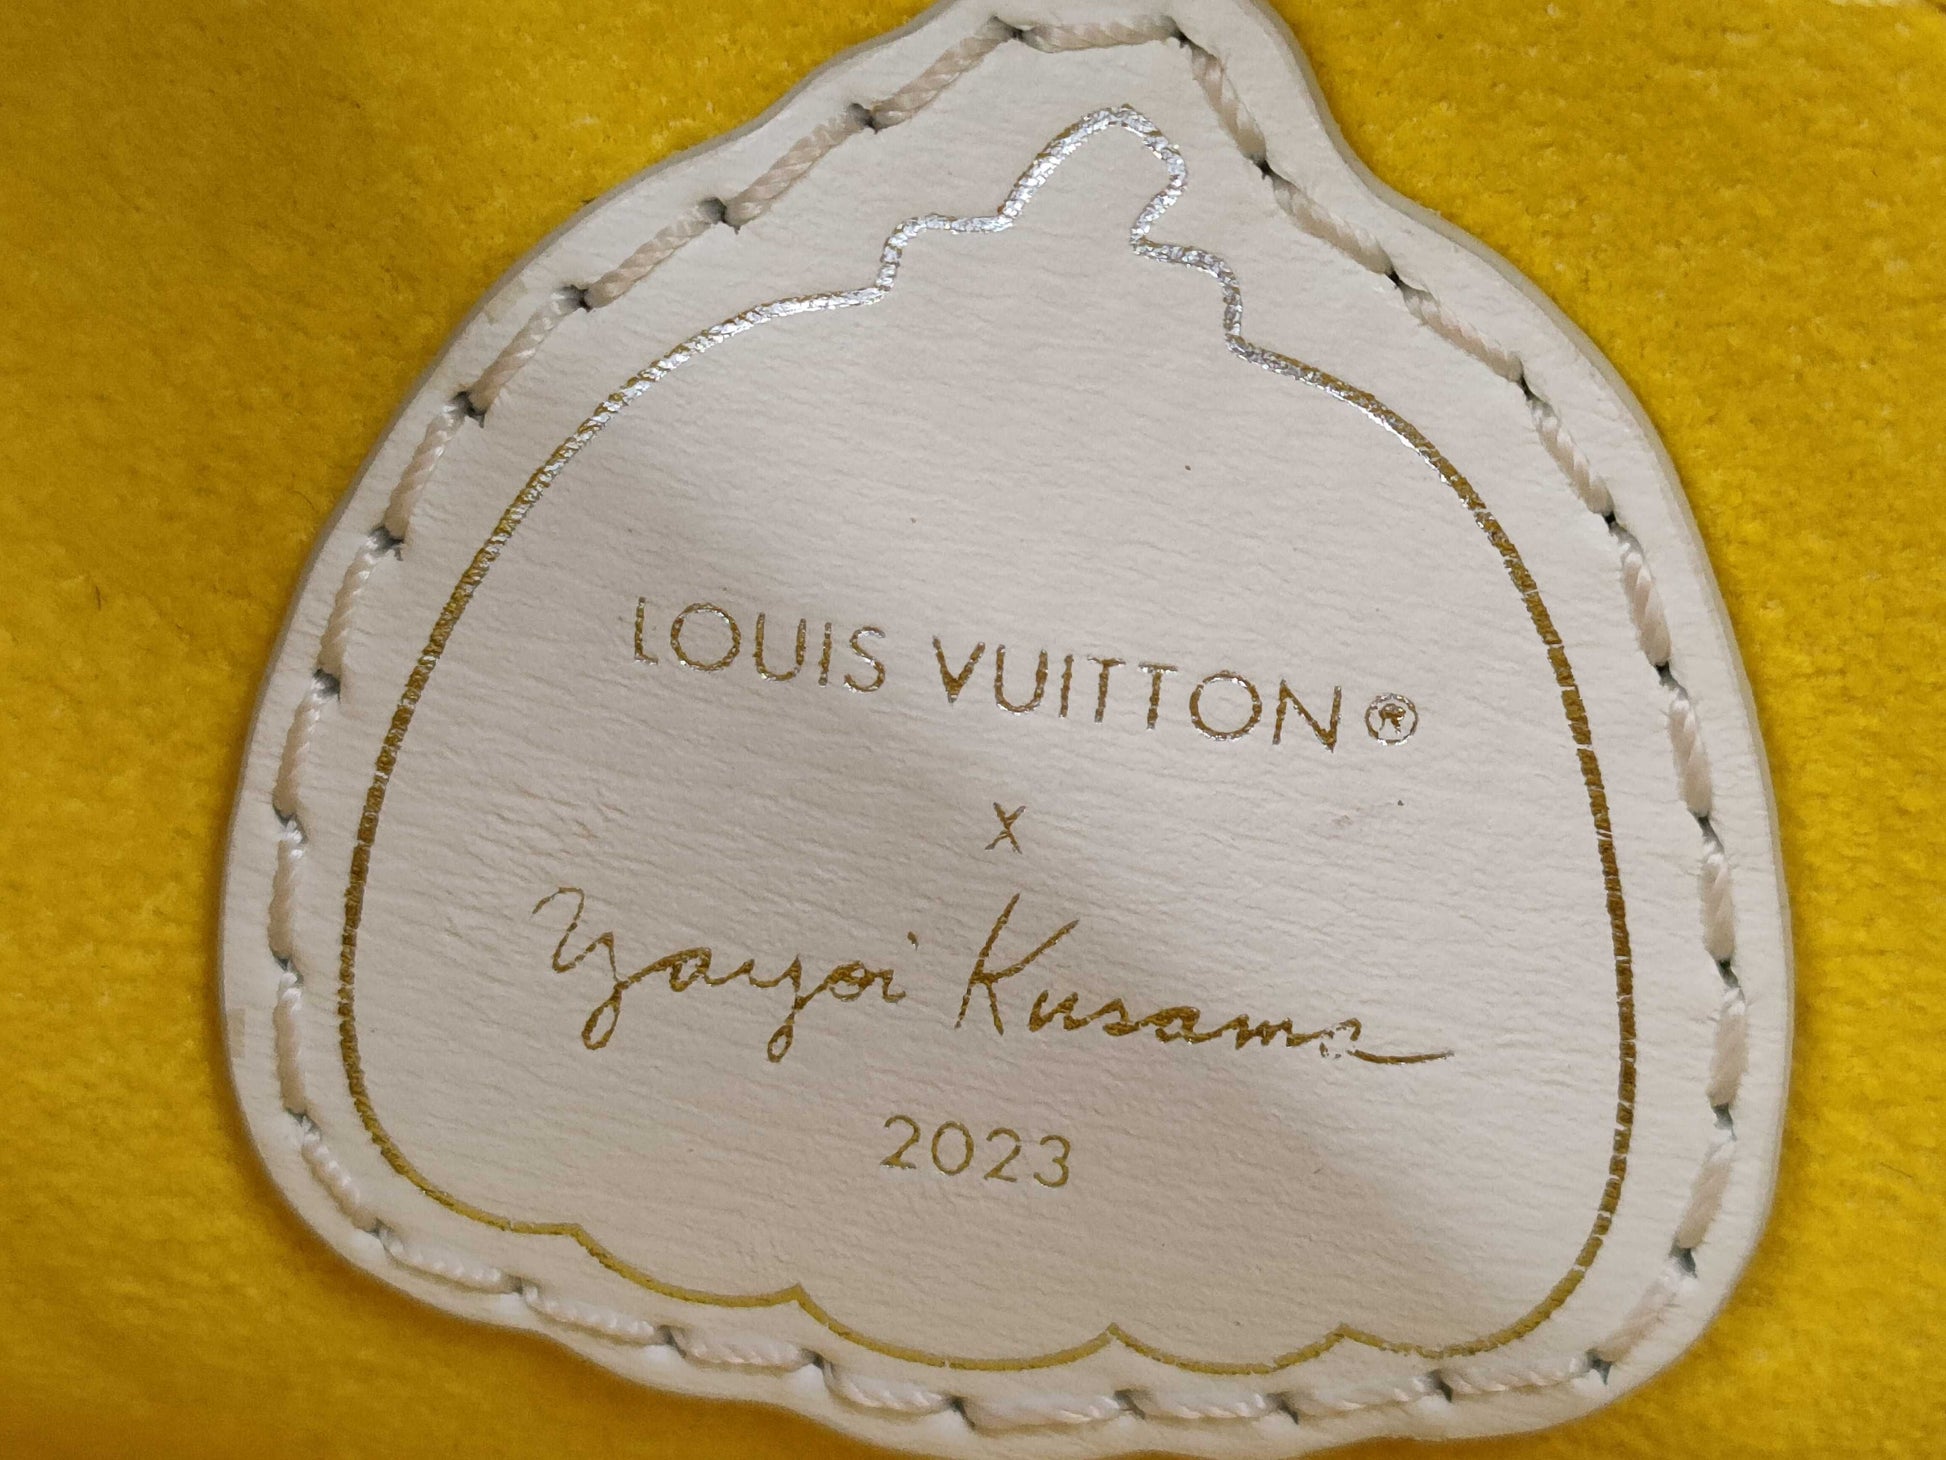 LOUIS VUITTON®
x
Yayoi Kusama
2023